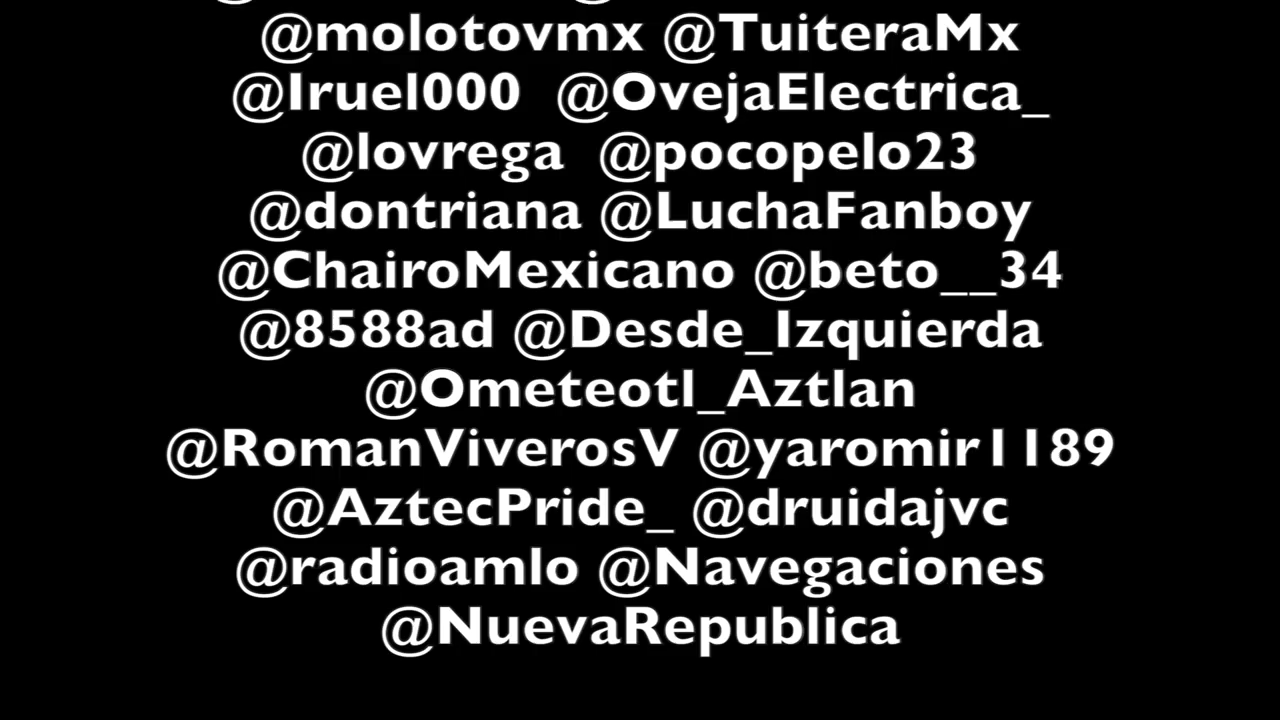 @molotovmx @TuiteraMx
@Iruel000 @OvejaElectrica_
@lovrega @pocopelo23
@dontriana @LuchaFanboy
@ChairoMexicano @beto__34
@8588ad @Desde_Izquierda
@Ometeotl_Aztlan
@RomanViverosV @yaromir1189
@AztecPride_ @druidajvc
@radioamlo @Navegaciones
@NuevaRepublica